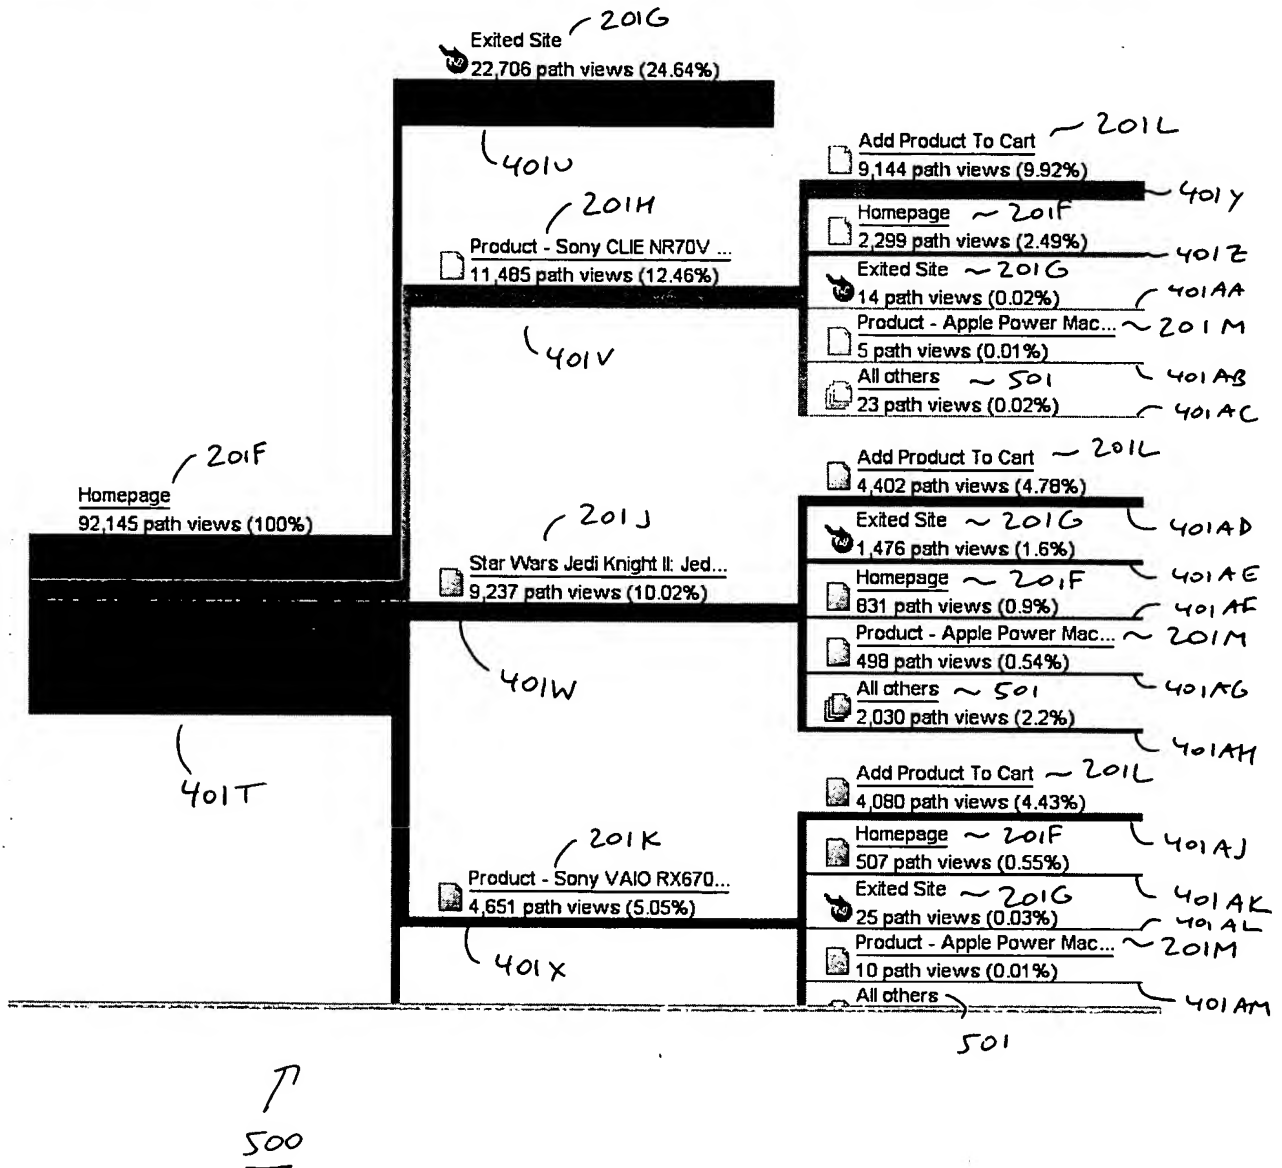 201G
Exited Site
22,706 path views (24.64%)
401U
Add Product To Cart 201L
9,144 path views (9.92%)
401Y
201H
Homepage 201F
2,299 path views (2.49%)
401Z
Product - Sony CLIE NR70V ...
11,485 path views (12.46%)
Exited Site 201G
14 path views (0.02%)
401AA
Product - Apple Power Mac... 201M
5 path views (0.01%)
401V
401AB
All others 501
23 path views (0.02%)
401AC
201F
Homepage
92,145 path views (100%)
Add Product To Cart 201L
4,402 path views (4.78%)
401AD
201J
Exited Site 201G
1,476 path views (1.6%)
401AE
Star Wars Jedi Knight II: Jed...
9,237 path views (10.02%)
Homepage 201F
831 path views (0.9%)
401AF
Product - Apple Power Mac... 201M
498 path views (0.54%)
401W
401AG
All others 501
2,030 path views (2.2%)
401AH
401T
Add Product To Cart 201L
4,080 path views (4.43%)
401AJ
201K
Homepage 201F
507 path views (0.55%)
401AK
Product - Sony VAIO RX670...
4,651 path views (5.05%)
Exited Site 201G
25 path views (0.03%)
401AL
Product - Apple Power Mac... 201M
10 path views (0.01%)
401X
401AM
All others
501
500